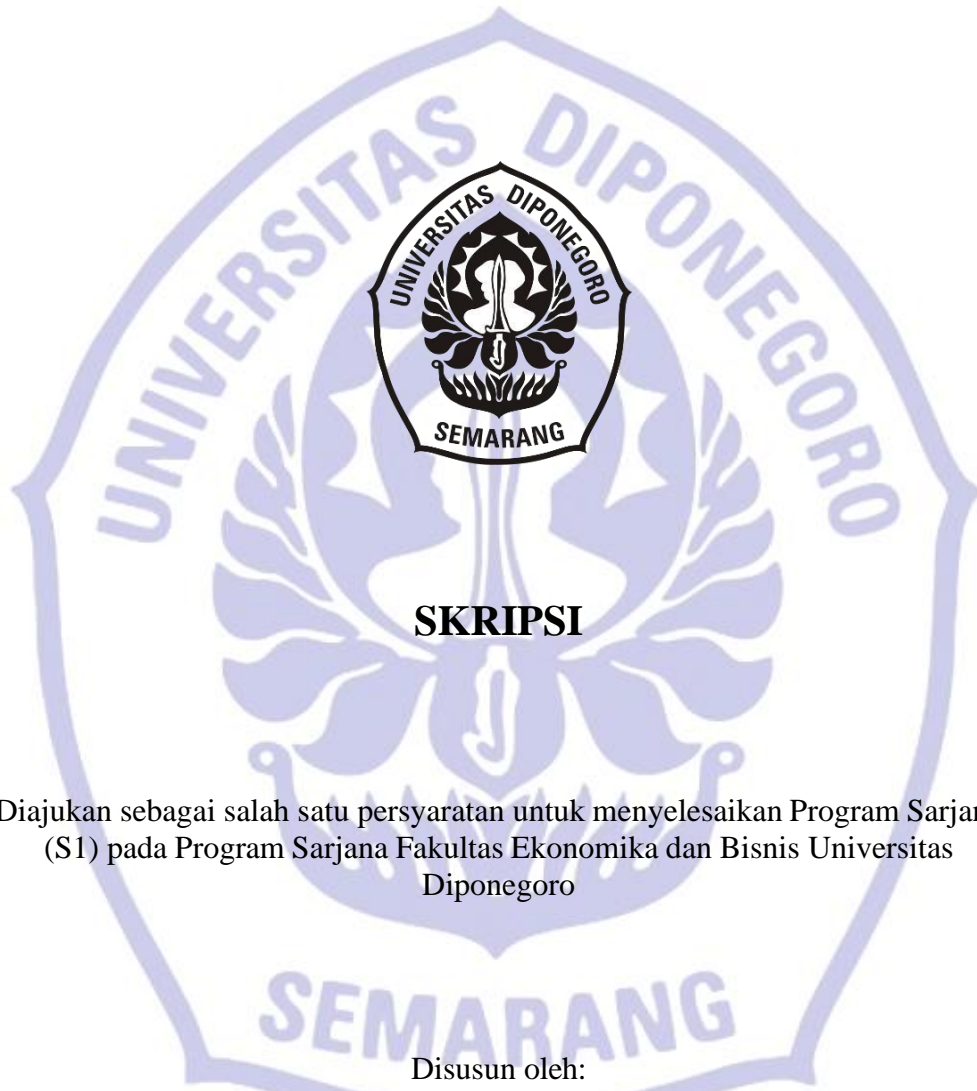 UNIVERSITAS DIPONEGORO
UNIVERSITAS DIPONEGORO
SEMARANG
SKRIPSI
Diajukan sebagai salah satu persyaratan untuk menyelesaikan Program Sarjan
(S1) pada Program Sarjana Fakultas Ekonomika dan Bisnis Universitas
Diponegoro
SEMARANG
Disusun oleh: